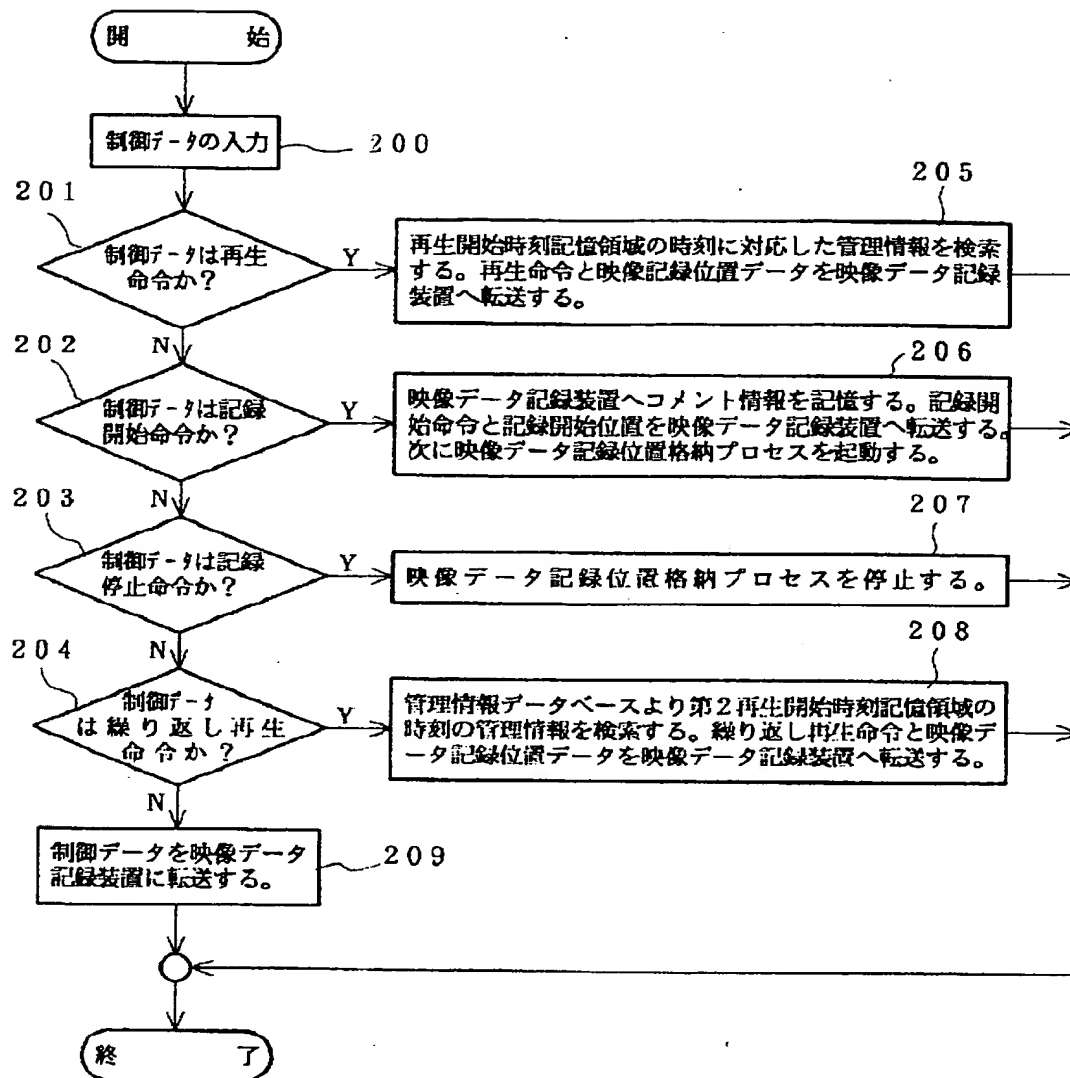 開 始
制御データの入力
200
201
制御データは再生
命令か？
Y
N
205
再生開始時刻記憶領域の時刻に対応した管理情報を検索
する。再生命令と映像記録位置データを映像データ記録
装置へ転送する。
202
制御データは記録
開始命令か？
Y
N
206
映像データ記録装置へコメント情報を記憶する。記録開
始命令と記録開始位置を映像データ記録装置へ転送する。
次に映像データ記録位置格納プロセスを起動する。
203
制御データは記録
停止命令か？
Y
N
207
映像データ記録位置格納プロセスを停止する。
204
制御データ
は繰り返し再生
命令か？
Y
N
208
管理情報データベースより第２再生開始時刻記憶領域の
時刻の管理情報を検索する。繰り返し再生命令と映像デ
ータ記録位置データを映像データ記録装置へ転送する。
制御データを映像データ
記録装置に転送する。
209
終 了